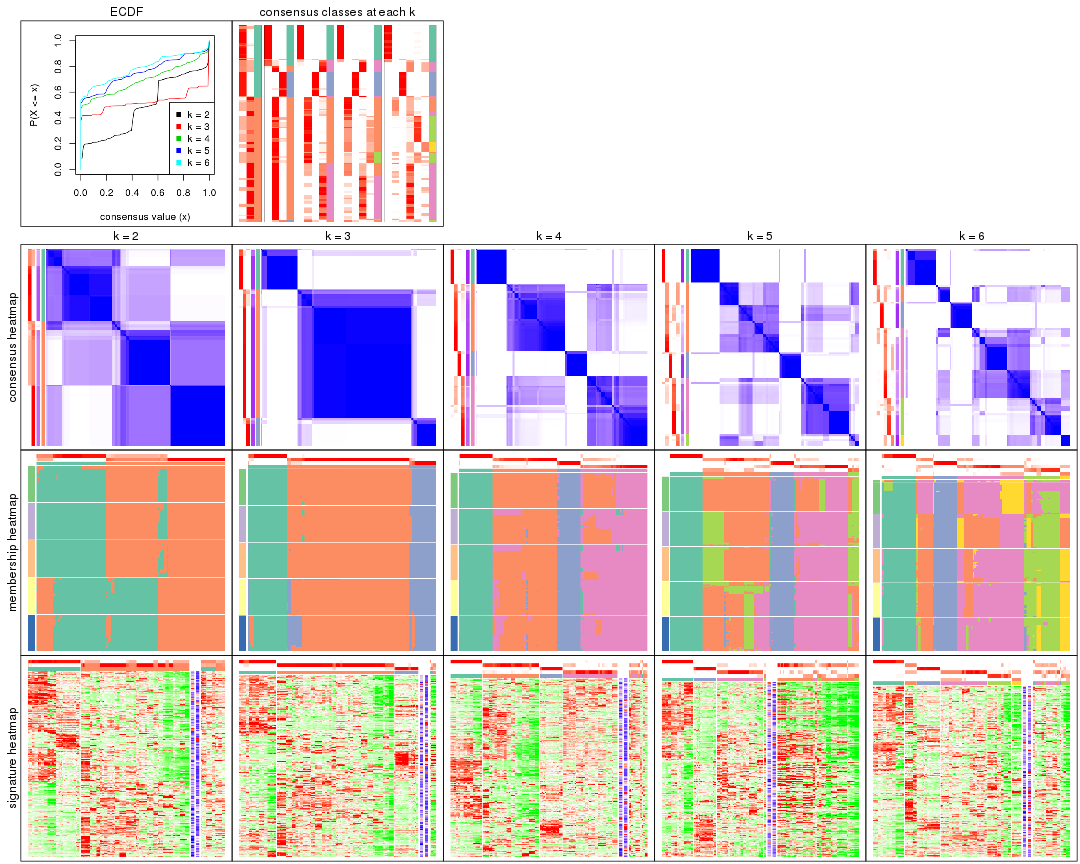 ECDF
consensus classes at each k
P(X <= x)
0.0 0.2 0.4 0.6 0.8 1.0
k = 2
k = 3
k = 4
k = 5
k = 6
0.0 0.2 0.4 0.6 0.8 1.0
consensus value (x)
k = 2
k = 3
k = 4
k = 5
k = 6
consensus heatmap
membership heatmap
signature heatmap